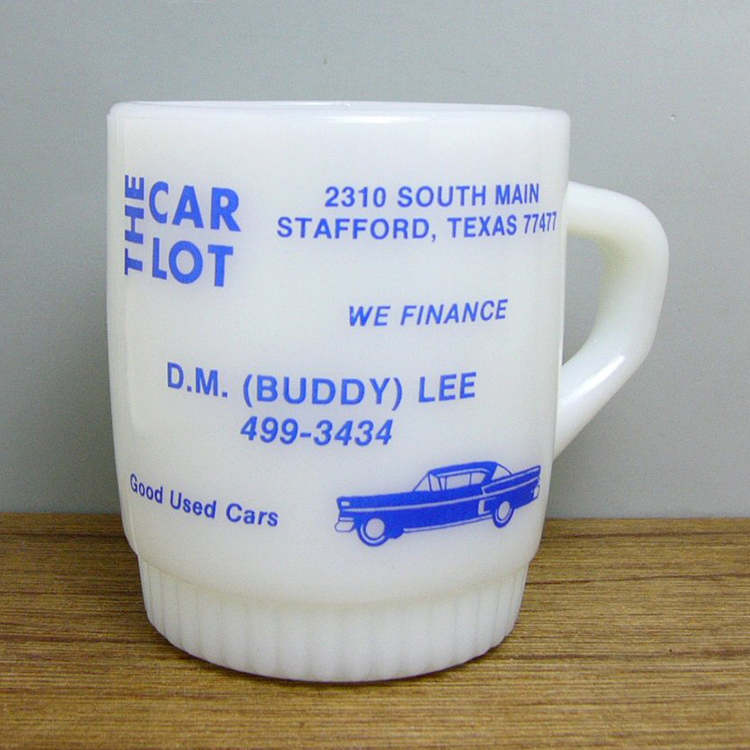 THE CAR LOT
2310 SOUTH MAIN
STAFFORD, TEXAS 77477
WE FINANCE
D.M. (BUDDY) LEE
499-3434
Good Used Cars